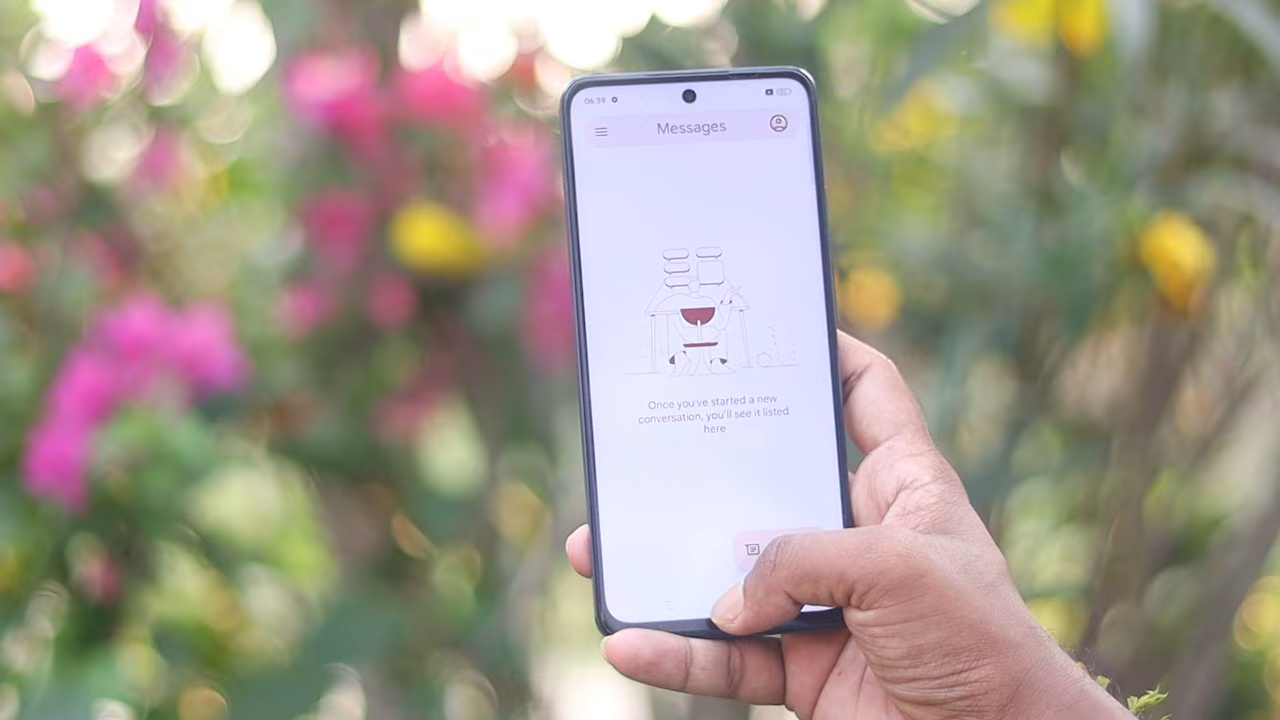 06:39
Messages
Once you've started a new
conversation, you'll see it listed
here